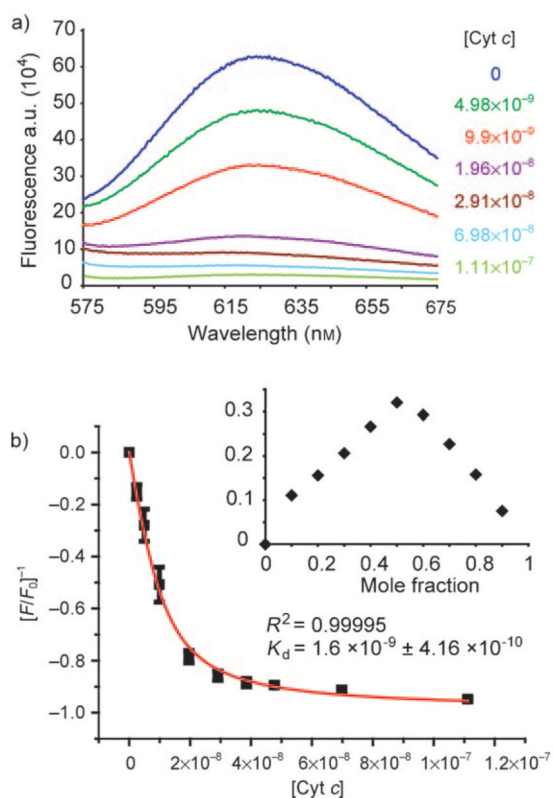 a)
[Cyt c]
0
4.98×10⁻⁹
9.9×10⁻⁹
1.96×10⁻⁸
2.91×10⁻⁸
6.98×10⁻⁸
1.11×10⁻⁷
Fluorescence a.u. (10⁴)
70
60
50
40
30
20
10
0
575 595 615 635 655 675
Wavelength (NM)
b)
0.3
0.2
0.1
0
0 0.2 0.4 0.6 0.8 1
Mole fraction
R² = 0.99995
K_d = 1.6 ×10⁻⁹ ± 4.16 ×10⁻¹⁰
[F/F₀]⁻¹
0.0
−0.2
−0.4
−0.6
−0.8
−1.0
0 2×10⁻⁸ 4×10⁻⁸ 6×10⁻⁸ 8×10⁻⁸ 1×10⁻⁷ 1.2×10⁻⁷
[Cyt c]